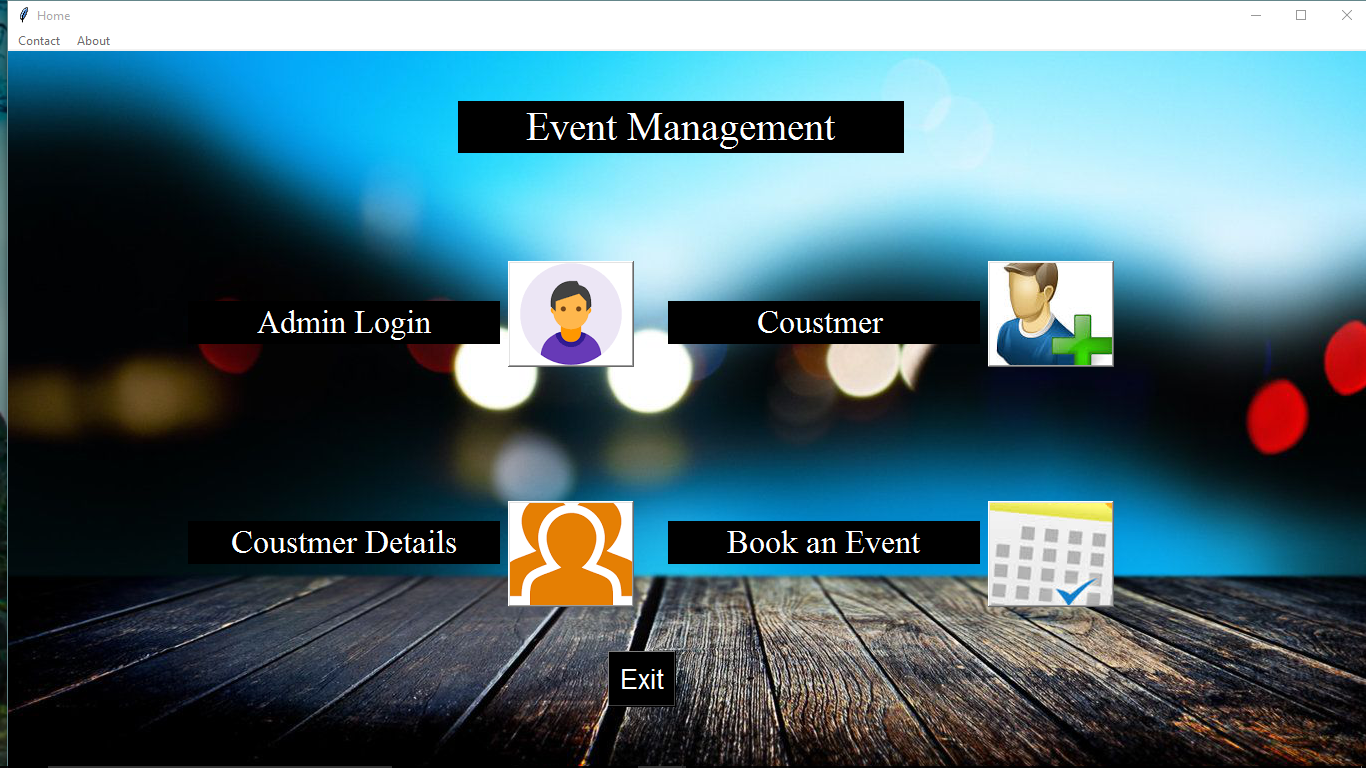 Home
Contact About
Event Management
Admin Login
Coustmer
Coustmer Details
Book an Event
Exit